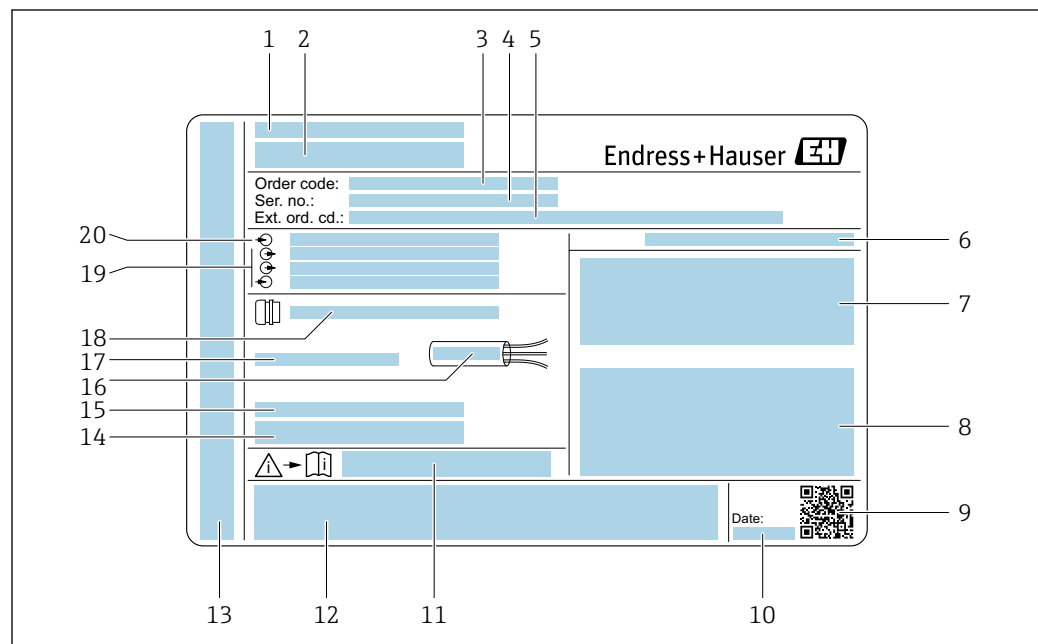 1 2 3 4 5
Endress+Hauser EH
Order code:
Ser. no.:
Ext. ord. cd.:
20 6
19
7
18
17
16
15
14 8
i i
9
Date:
13 12 11 10